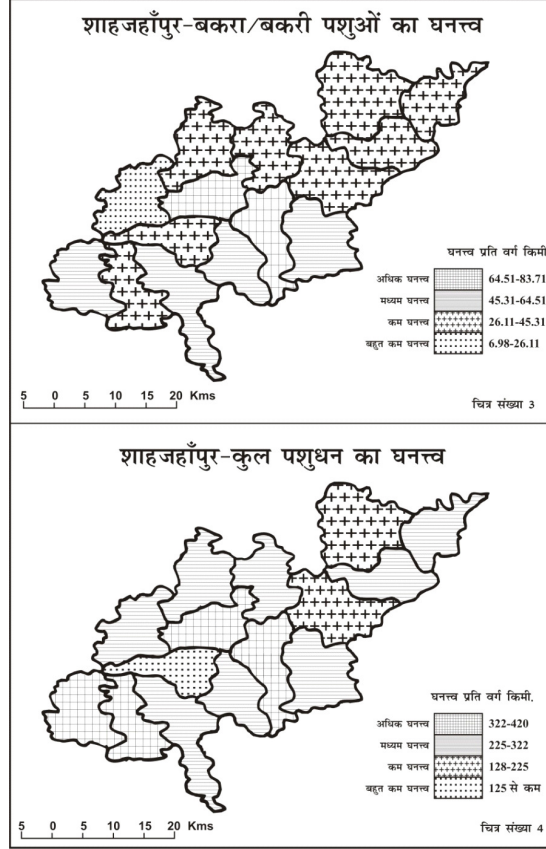 शाहजहाँपुर-बकरा/बकरी पशुओं का घनत्त्व
घनत्त्व प्रति वर्ग किमी
अधिक घनत्त्व 64.51-83.71
मध्यम घनत्त्व 45.31-64.51
कम घनत्त्व 26.11-45.31
बहुत कम घनत्त्व 6.98-26.11
5 0 5 10 15 20 Kms
चित्र संख्या 3
शाहजहाँपुर-कुल पशुधन का घनत्त्व
घनत्त्व प्रति वर्ग किमी.
अधिक घनत्त्व 322-420
मध्यम घनत्त्व 225-322
कम घनत्त्व 128-225
बहुत कम घनत्त्व 125 से कम
5 0 5 10 15 20 Kms
चित्र संख्या 4